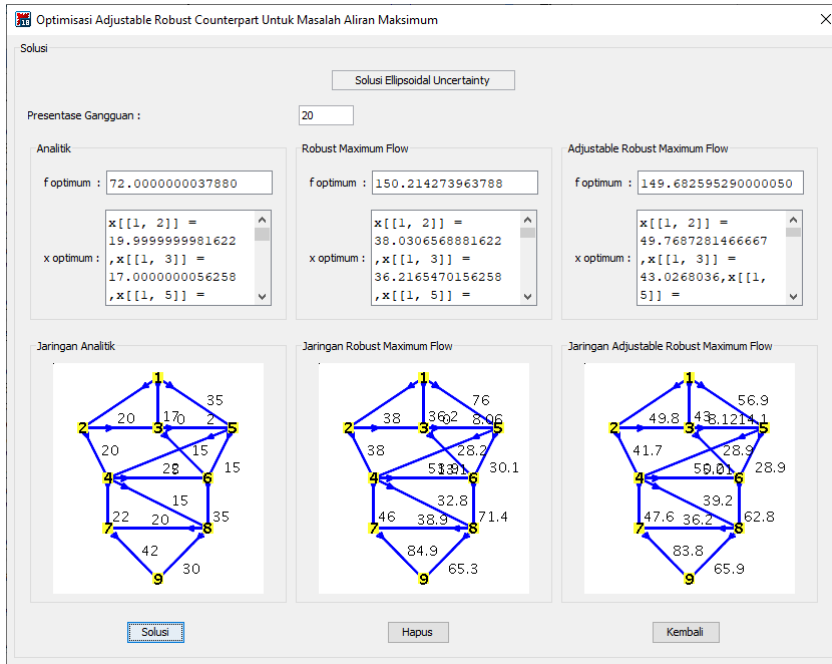 Optimisasi Adjustable Robust Counterpart Untuk Masalah Aliran Maksimum
Solusi
Solusi Ellipsoidal Uncertainty
Presentase Gangguan :
20
Analitik
f optimum :
72.0000000037880
x optimum :
x[[1, 2]] =
19.9999999981622
,x[[1, 3]] =
17.0000000056258
,x[[1, 5]] =
Robust Maximum Flow
f optimum :
150.214273963788
x optimum :
x[[1, 2]] =
38.0306568881622
,x[[1, 3]] =
36.2165470156258
,x[[1, 5]] =
Adjustable Robust Maximum Flow
f optimum :
149.682595290000050
x optimum :
x[[1, 2]] =
49.7687281466667
,x[[1, 3]] =
43.0268036,x[[1,
5]] =
Jaringan Analitik
1
35
2
20
17
3
0
2
5
20
15
4
6
15
15
7
22
20
8
35
42
30
9
Jaringan Robust Maximum Flow
1
76
2
38
36.2
3
8.06
5
38
28.2
4
6
30.1
32.8
7
46
38.9
8
71.4
84.9
65.3
9
Jaringan Adjustable Robust Maximum Flow
1
56.9
2
49.8
43
3
5
41.7
28.9
4
6
28.9
39.2
7
47.6
36.2
8
62.8
83.8
65.9
9
Solusi
Hapus
Kembali